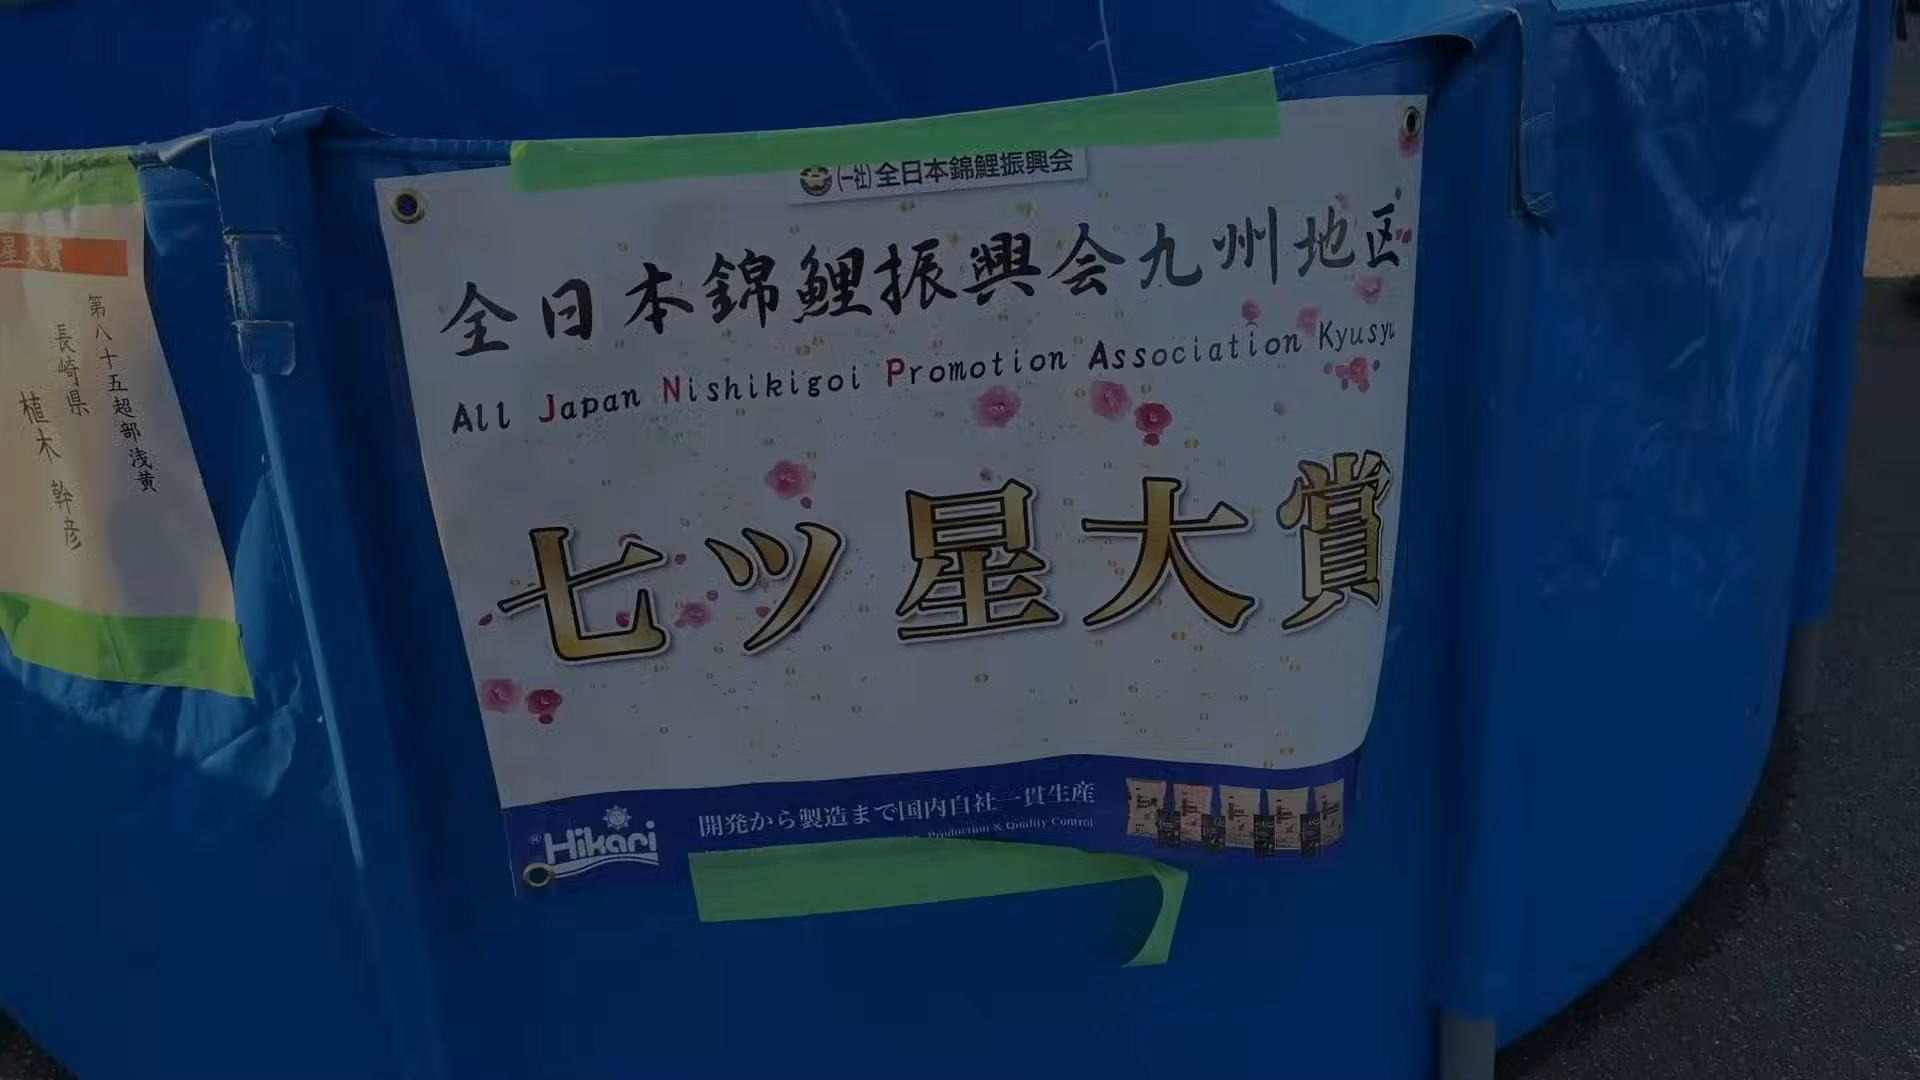 (一社)全日本錦鯉振興会
全日本錦鯉振興会九州地区
All Japan Nishikigoi Promotion Association Kyusyu
七ツ星大賞
Hikari
開発から製造まで国内自社一貫生産
Production & Quality Control
星大賞
第八十五超部浅黄
長崎県
植木 幹彦